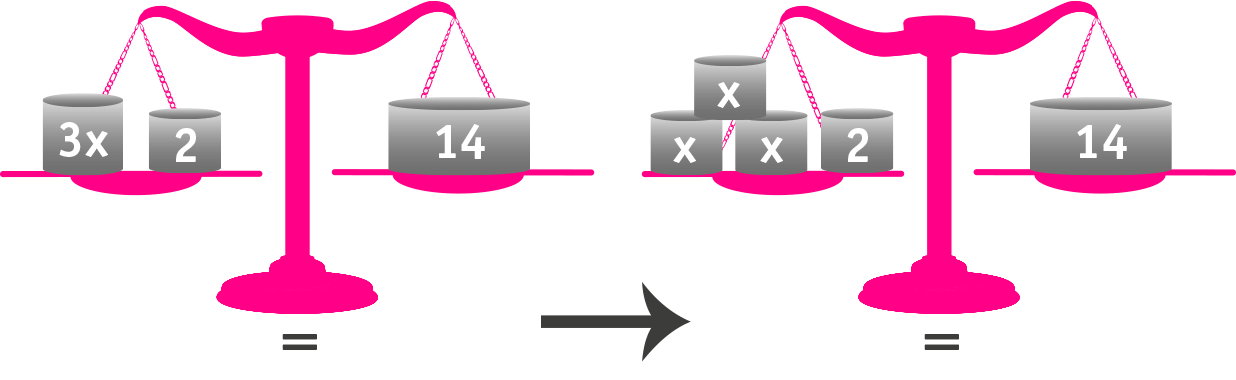 3x 2 14
x
x x 2 14
= =